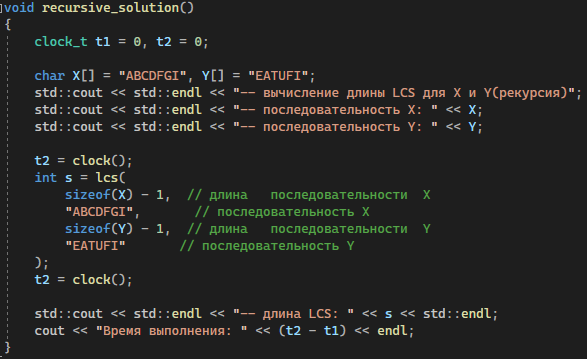 void recursive_solution()
{
clock_t t1 = 0, t2 = 0;
char X[] = "ABCDFGI", Y[] = "EATUFI";
std::cout << std::endl << "-- вычисление длины LCS для X и Y(рекурсия)";
std::cout << std::endl << "-- последовательность X: " << X;
std::cout << std::endl << "-- последовательность Y: " << Y;
t2 = clock();
int s = lcs(
sizeof(X) - 1,  // длина   последовательности  X
"ABCDFGI",       // последовательность X
sizeof(Y) - 1,  // длина   последовательности  Y
"EATUFI"       // последовательность Y
);
t2 = clock();
std::cout << std::endl << "-- длина LCS: " << s << std::endl;
cout << "Время выполнения: " << (t2 - t1) << endl;
}